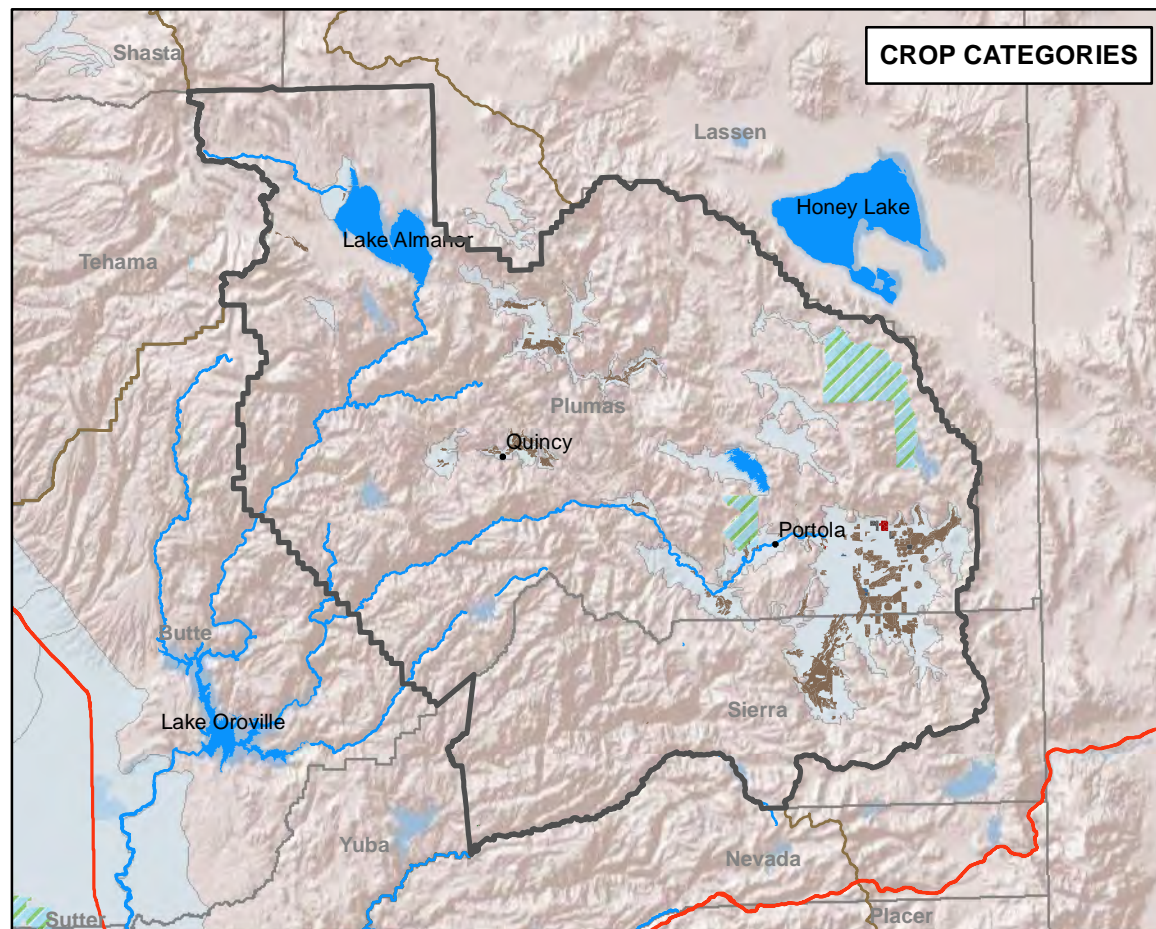 Shasta
CROP CATEGORIES
Lassen
Honey Lake
Lake Almanor
Tehama
Plumas
Quincy
Portola
Butte
Lake Oroville
Sierra
Yuba
Nevada
Sutter
Placer